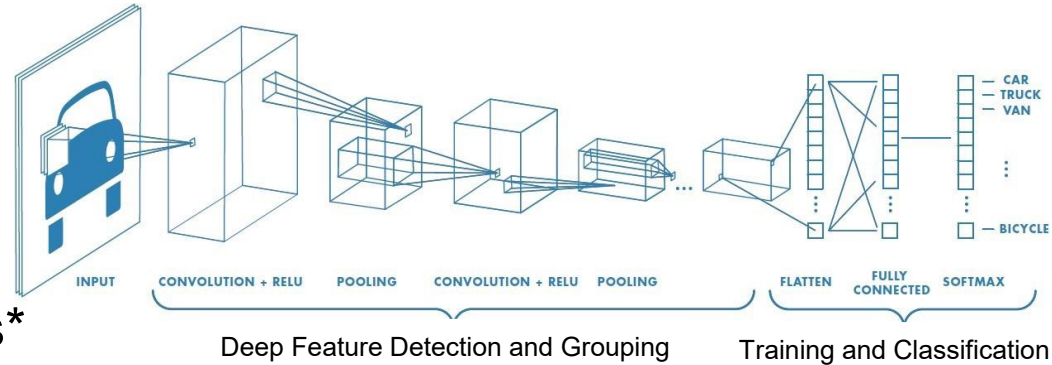 CAR
TRUCK
VAN
BICYCLE
INPUT
CONVOLUTION + RELU
POOLING
CONVOLUTION + RELU
POOLING
FLATTEN
FULLY
CONNECTED
SOFTMAX
s*
Deep Feature Detection and Grouping
Training and Classification